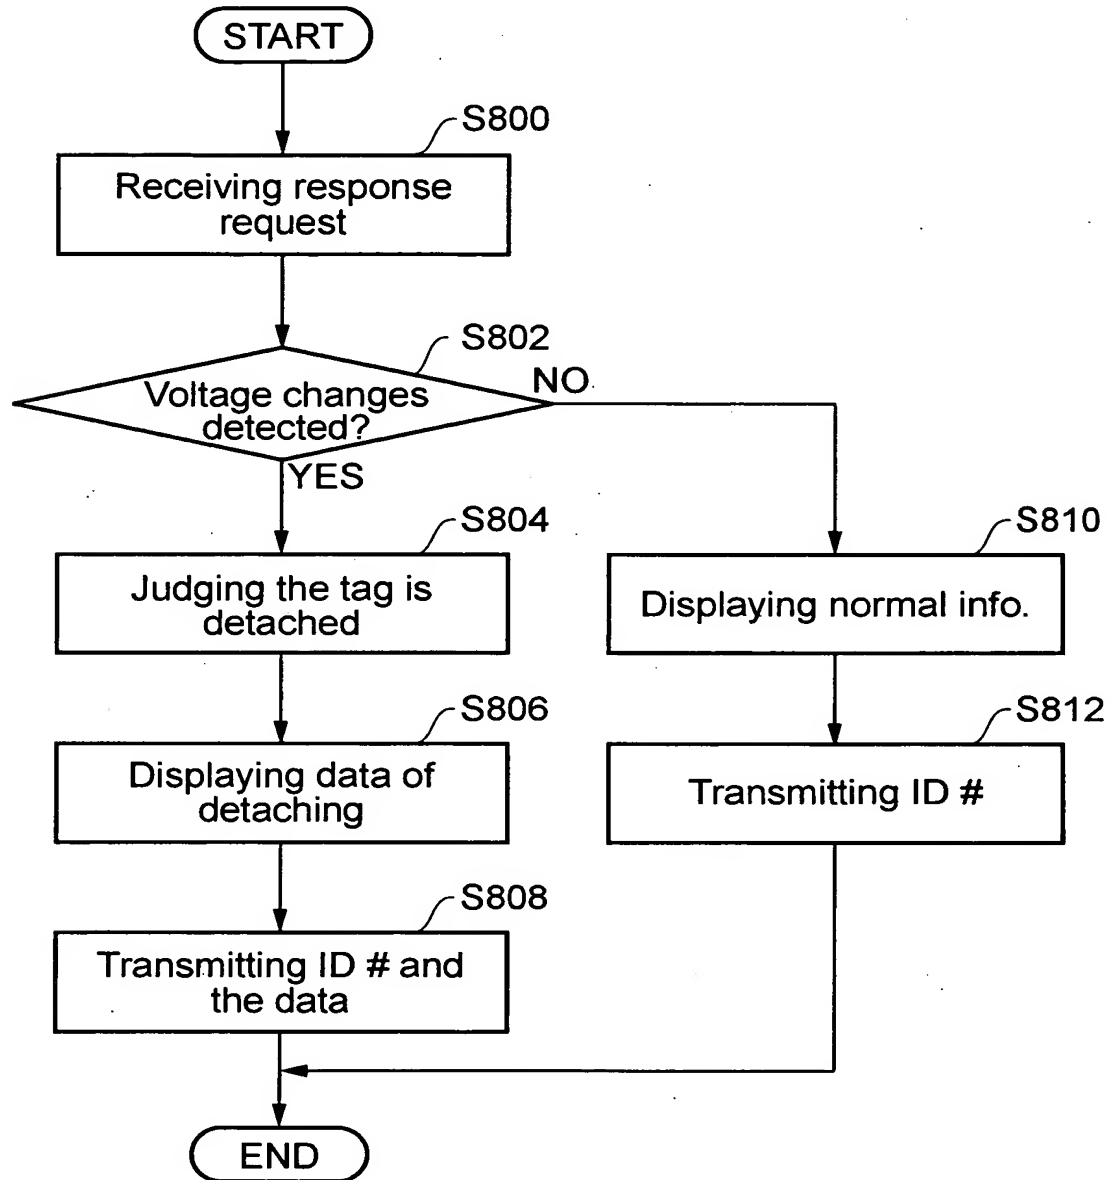 START
S800
Receiving response
request
S802
Voltage changes
detected?
NO
YES
S804
Judging the tag is
detached
S810
Displaying normal info.
S806
Displaying data of
detaching
S812
Transmitting ID #
S808
Transmitting ID # and
the data
END